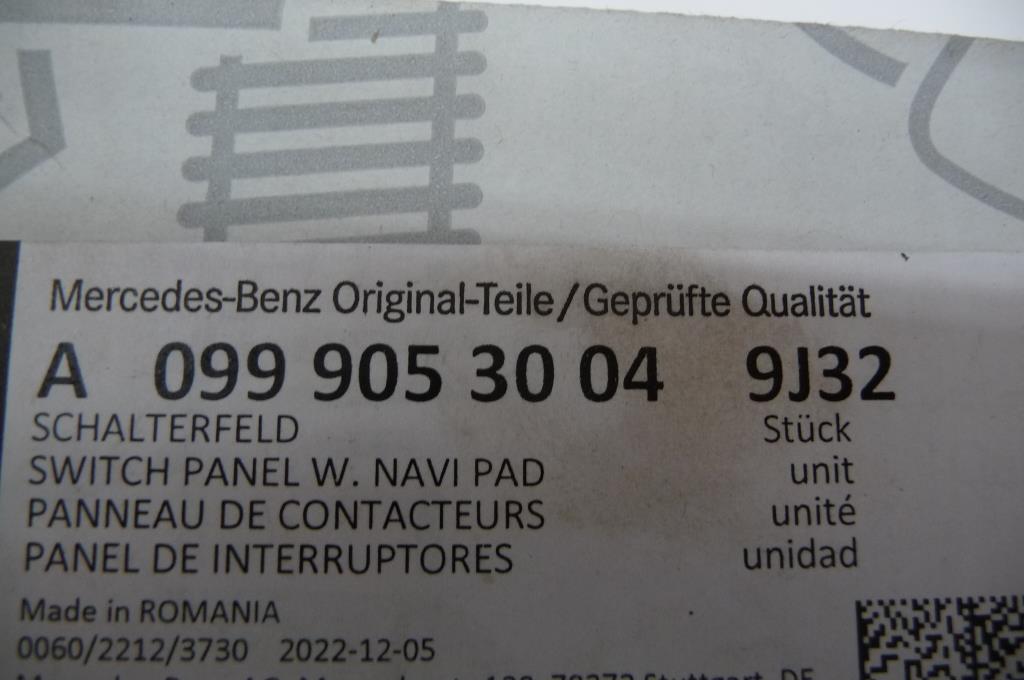 Mercedes-Benz Original-Teile/Geprüfte Qualität
A 099 905 30 04 9J32
SCHALTERFELD Stück
SWITCH PANEL W. NAVI PAD unit
PANNEAU DE CONTACTEURS unité
PANEL DE INTERRUPTORES unidad
Made in ROMANIA
0060/2212/3730 2022-12-05